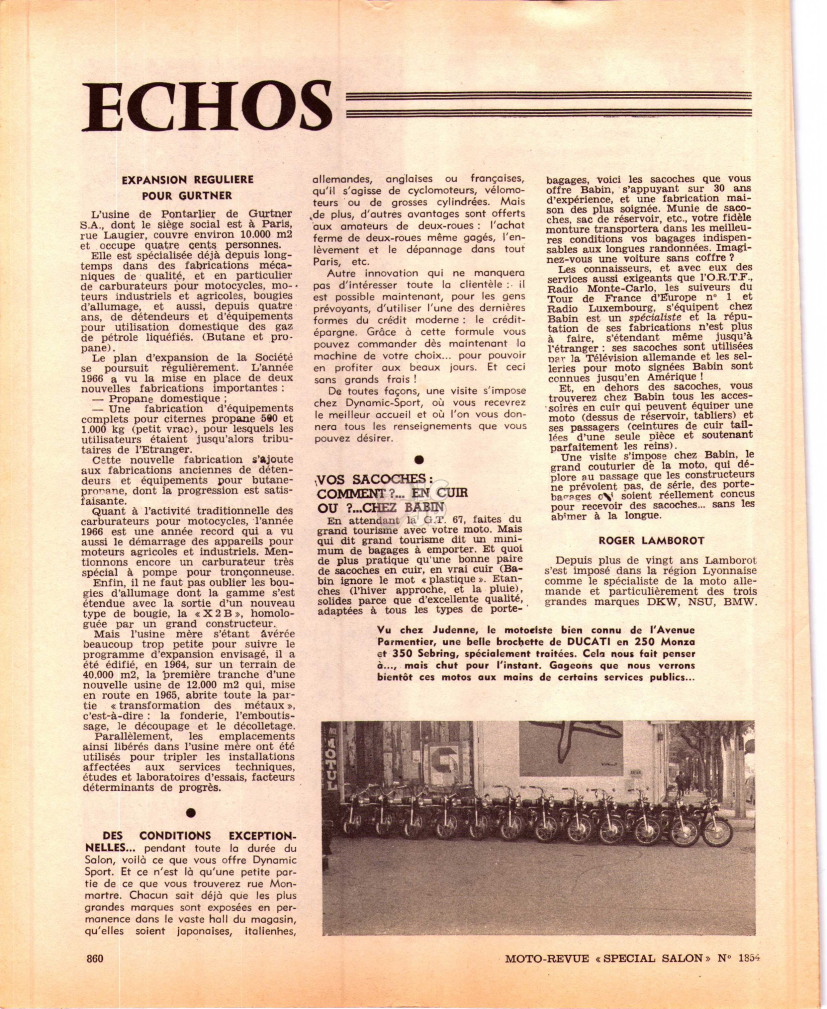 ECHOS
EXPANSION REGULIERE
POUR GURTNER
L'usine de Pontarlier de Gurtner
S.A., dont le siège social est à Paris,
rue Laugier, couvre environ 10.000 m2
et occupe quatre cents personnes.
Elle est spécialisée déjà depuis long-
temps dans des fabrications méca-
niques de qualité, et en particulier
de carburateurs pour motocycles, mo-
teurs industriels et agricoles, bougies
d'allumage, et aussi, depuis quatre
ans, de détendeurs et d'équipements
pour utilisation domestique des gaz
de pétrole liquéfiés. (Butane et pro-
pane).
Le plan d'expansion de la Société
se poursuit régulièrement. L'année
1966 a vu la mise en place de deux
nouvelles fabrications importantes :
— Propane domestique ;
— Une fabrication d'équipements
complets pour citernes propane 500 et
1.000 kg (petit vrac), pour lesquels les
utilisateurs étaient jusqu'alors tribu-
taires de l'Etranger.
Cette nouvelle fabrication s'ajoute
aux fabrications anciennes de déten-
deurs et équipements pour butane-
propane, dont la progression est satis-
faisante.
Quant à l'activité traditionnelle des
carburateurs pour motocycles, l'année
1966 est une année record qui a vu
aussi le démarrage des appareils pour
moteurs agricoles et industriels. Men-
tionnons encore un carburateur très
spécial à pompe pour tronçonneuse.
Enfin, il ne faut pas oublier les bou-
gies d'allumage dont la gamme s'est
étendue avec la sortie d'un nouveau
type de bougie, la « X 2 B », homolo-
guée par un grand constructeur.
Mais l'usine mère s'étant avérée
beaucoup trop petite pour suivre le
programme d'expansion envisagé, il a
été édifié, en 1964, sur un terrain de
40.000 m2, la première tranche d'une
nouvelle usine de 12.000 m2 qui, mise
en route en 1965, abrite toute la par-
tie « transformation des métaux »,
c'est-à-dire : la fonderie, l'emboutis-
sage, le découpage et le décolletage.
Parallèlement, les emplacements
ainsi libérés dans l'usine mère ont été
utilisés pour tripler les installations
affectées aux services techniques,
études et laboratoires d'essais, facteurs
déterminants de progrès.
DES CONDITIONS EXCEPTION-
NELLES... pendant toute la durée du
Salon, voilà ce que vous offre Dynamic
Sport. Et ce n'est là qu'une petite par-
tie de ce que vous trouverez rue Mon-
martre. Chacun sait déjà que les plus
grandes marques sont exposées en per-
manence dans le vaste hall du magasin,
qu'elles soient japonaises, italienhes,
allemandes, anglaises ou françaises,
qu'il s'agisse de cyclomoteurs, vélomo-
teurs ou de grosses cylindrées. Mais
de plus, d'autres avantages sont offerts
aux amateurs de deux-roues : l'achat
ferme de deux-roues même gagés, l'en-
lèvement et le dépannage dans tout
Paris, etc.
Autre innovation qui ne manquera
pas d'intéresser toute la clientèle : il
est possible maintenant, pour les gens
prévoyants, d'utiliser l'une des dernières
formes du crédit moderne : le crédit-
épargne. Grâce à cette formule vous
pouvez commander dès maintenant la
machine de votre choix... pour pouvoir
en profiter aux beaux jours. Et ceci
sans grands frais !
De toutes façons, une visite s'impose
chez Dynamic-Sport, où vous recevrez
le meilleur accueil et où l'on vous don-
nera tous les renseignements que vous
pouvez désirer.
VOS SACOCHES :
COMMENT ?... EN CUIR
OU ?...CHEZ BABIN
En attendant la G.T. 67, faites du
grand tourisme avec votre moto. Mais
qui dit grand tourisme dit un mini-
mum de bagages à emporter. Et quoi
de plus pratique qu'une bonne paire
de sacoches en cuir, en vrai cuir (Ba-
bin ignore le mot « plastique ». Etan-
ches (l'hiver approche, et la pluie),
solides parce que d'excellente qualité,
adaptées à tous les types de porte-
bagages, voici les sacoches que vous
offre Babin, s'appuyant sur 30 ans
d'expérience, et une fabrication mai-
son des plus soignée. Munie de saco-
ches, sac de réservoir, etc., votre fidèle
monture transportera dans les meilleu-
res conditions vos bagages indispen-
sables aux longues randonnées. Imagi-
nez-vous une voiture sans coffre ?
Les connaisseurs, et avec eux des
services aussi exigeants que l'O.R.T.F.,
Radio Monte-Carlo, les suiveurs du
Tour de France d'Europe n° 1 et
Radio Luxembourg, s'équipent chez
Babin est un spécialiste et la répu-
tation de ses fabrications n'est plus
à faire, s'étendant même jusqu'à
l'étranger : ses sacoches sont utilisées
par la Télévision allemande et les sel-
leries pour moto signées Babin sont
connues jusqu'en Amérique !
Et, en dehors des sacoches, vous
trouverez chez Babin tous les acces-
soires en cuir qui peuvent équiper une
moto (dessus de réservoir, tabliers) et
ses passagers (ceintures de cuir tail-
lées d'une seule pièce et soutenant
parfaitement les reins).
Une visite s'impose chez Babin, le
grand couturier de la moto, qui dé-
plore au passage que les constructeurs
ne prévoient pas, de série, des porte-
bagages qui soient réellement conçus
pour recevoir des sacoches... sans les
abîmer à la longue.
ROGER LAMBOROT
Depuis plus de vingt ans Lamborot
s'est imposé dans la région Lyonnaise
comme le spécialiste de la moto alle-
mande et particulièrement des trois
grandes marques DKW, NSU, BMW.
Vu chez Judenne, le motoeiste bien connu de l'Avenue
Parmentier, une belle brochette de DUCATI en 250 Monza
et 350 Sebring, spécialement traitées. Cela nous fait penser
à..., mais chut pour l'instant. Gageons que nous verrons
bientôt ces motos aux mains de certains services publics...
MOTUL
860
MOTO-REVUE « SPECIAL SALON » N° 1854